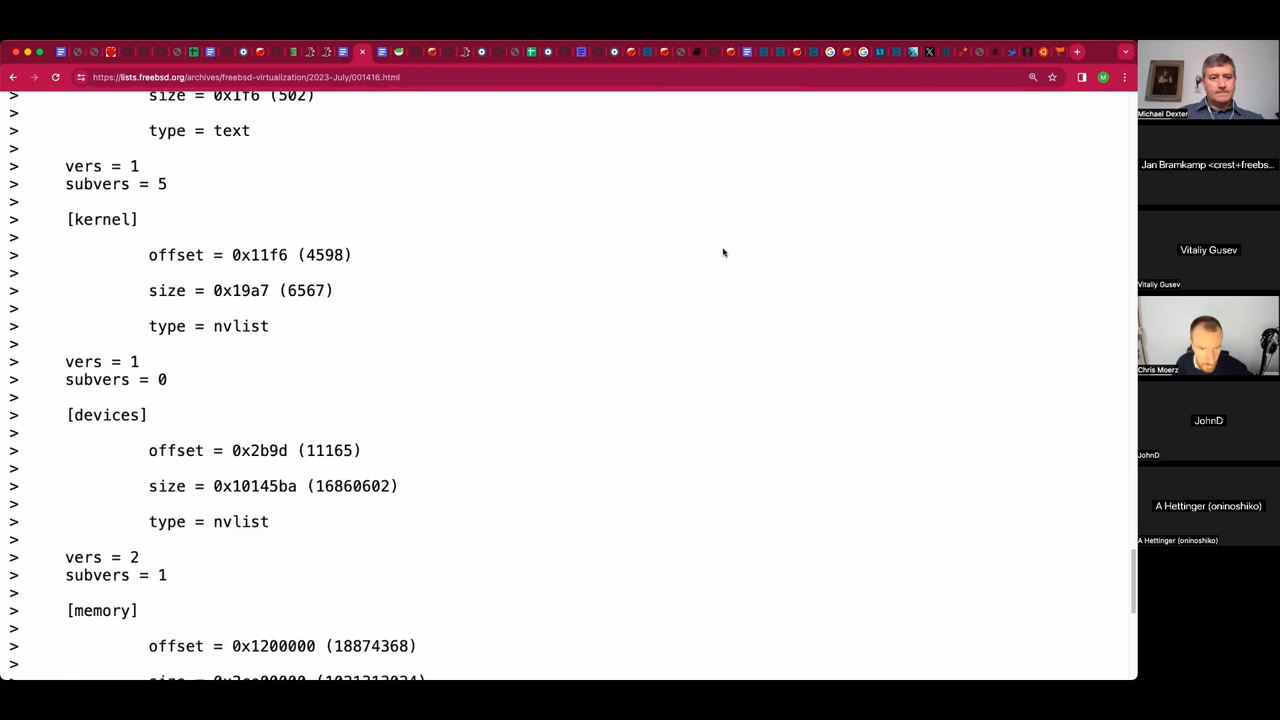 https://lists.freebsd.org/archives/freebsd-virtualization/2023-July/001416.html
> size = 0x1f6 (502)
>
> type = text
>
> vers = 1
> subvers = 5
>
> [kernel]
>
> offset = 0x11f6 (4598)
>
> size = 0x19a7 (6567)
>
> type = nvlist
>
> vers = 1
> subvers = 0
>
> [devices]
>
> offset = 0x2b9d (11165)
>
> size = 0x10145ba (16860602)
>
> type = nvlist
>
> vers = 2
> subvers = 1
>
> [memory]
>
> offset = 0x1200000 (18874368)
>
Michael Dexter
Jan Bramkamp <crest+freebs...
Vitaliy Gusev
Vitaliy Gusev
Chris Moerz
JohnD
JohnD
A Hettinger (oninoshiko)
A Hettinger (oninoshiko)